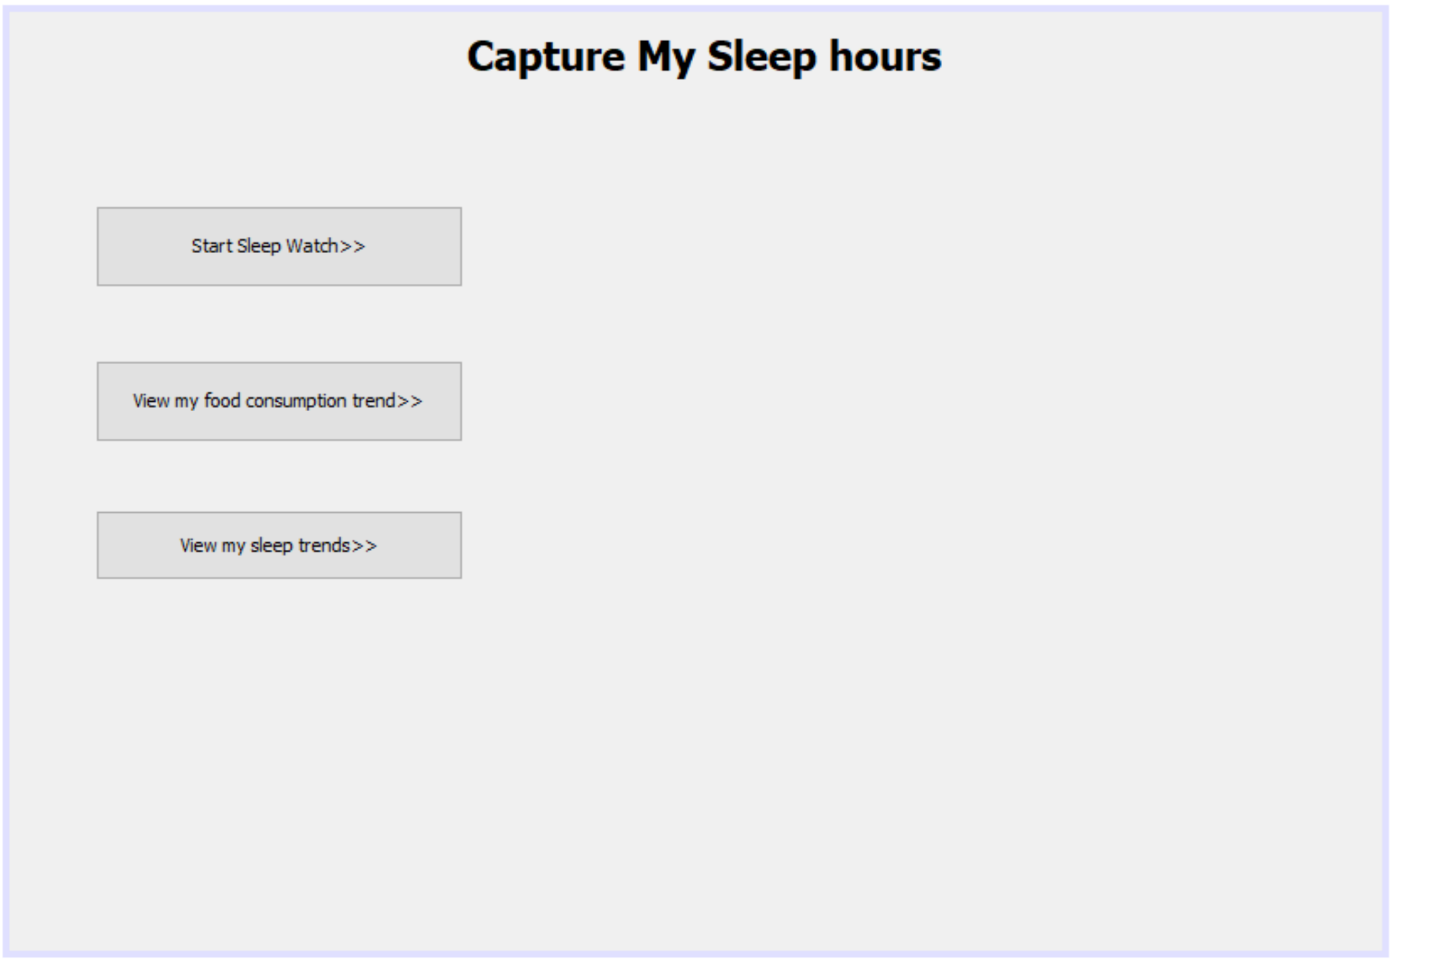 Capture My Sleep hours
Start Sleep Watch>>
View my food consumption trend>>
View my sleep trends>>